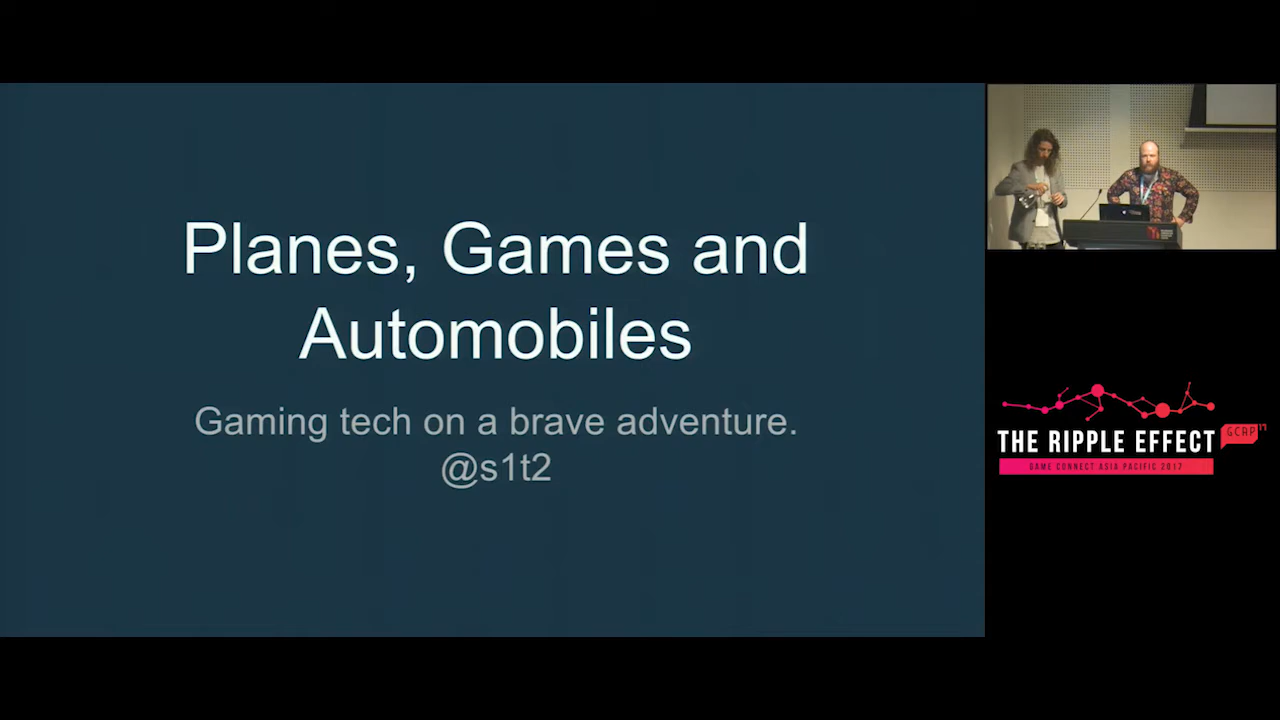 Planes, Games and
Automobiles
Gaming tech on a brave adventure.
@s1t2
THE RIPPLE EFFECT
GCAP 17
GAME CONNECT ASIA PACIFIC 2017